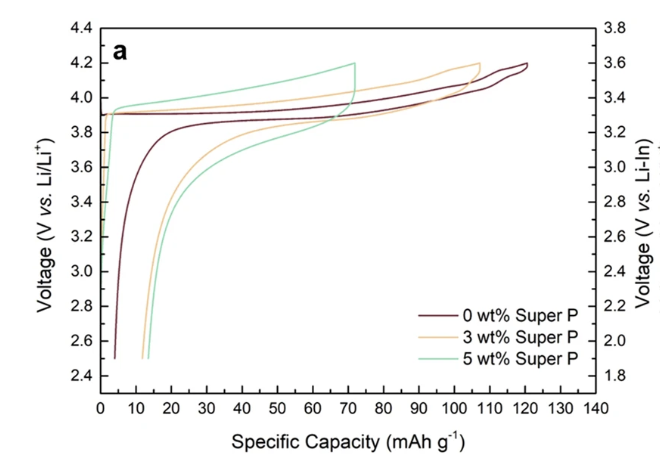 a
4.4
4.2
4.0
3.8
3.6
3.4
3.2
3.0
2.8
2.6
2.4
Voltage (V vs. Li/Li⁺)
3.8
3.6
3.4
3.2
3.0
2.8
2.6
2.4
2.2
2.0
1.8
Voltage (V vs. Li-In)
0 wt% Super P
3 wt% Super P
5 wt% Super P
0 10 20 30 40 50 60 70 80 90 100 110 120 130 140
Specific Capacity (mAh g⁻¹)